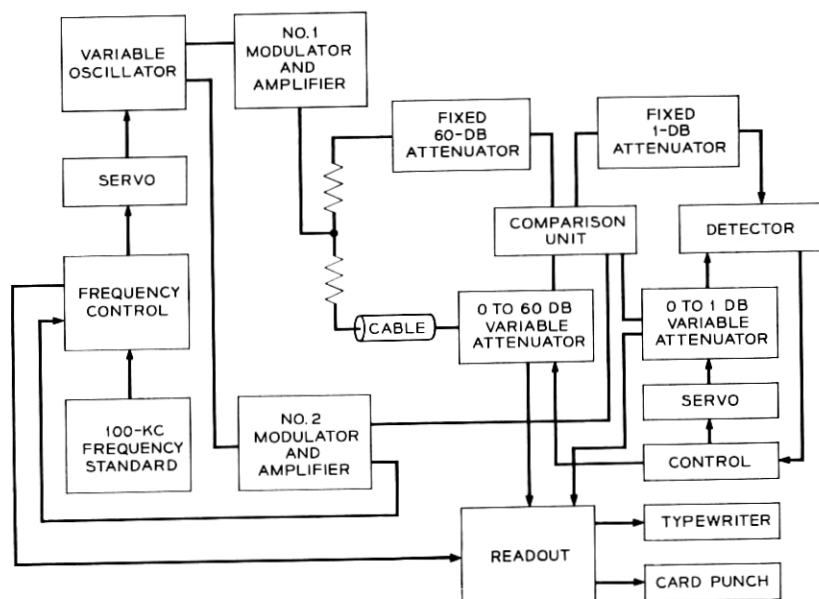 VARIABLE
OSCILLATOR
NO.1
MODULATOR
AND
AMPLIFIER
FIXED
60-DB
ATTENUATOR
FIXED
1-DB
ATTENUATOR
SERVO
COMPARISON
UNIT
DETECTOR
FREQUENCY
CONTROL
CABLE
0 TO 60 DB
VARIABLE
ATTENUATOR
0 TO 1 DB
VARIABLE
ATTENUATOR
SERVO
100-KC
FREQUENCY
STANDARD
NO.2
MODULATOR
AND
AMPLIFIER
CONTROL
READOUT
TYPEWRITER
CARD PUNCH